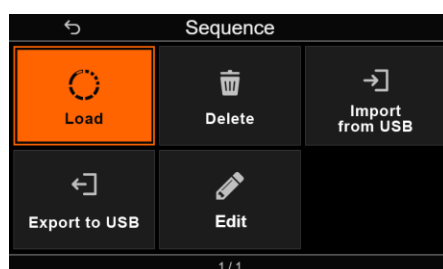 Sequence
Load
Delete
Import
from USB
Export to USB
Edit
1/1